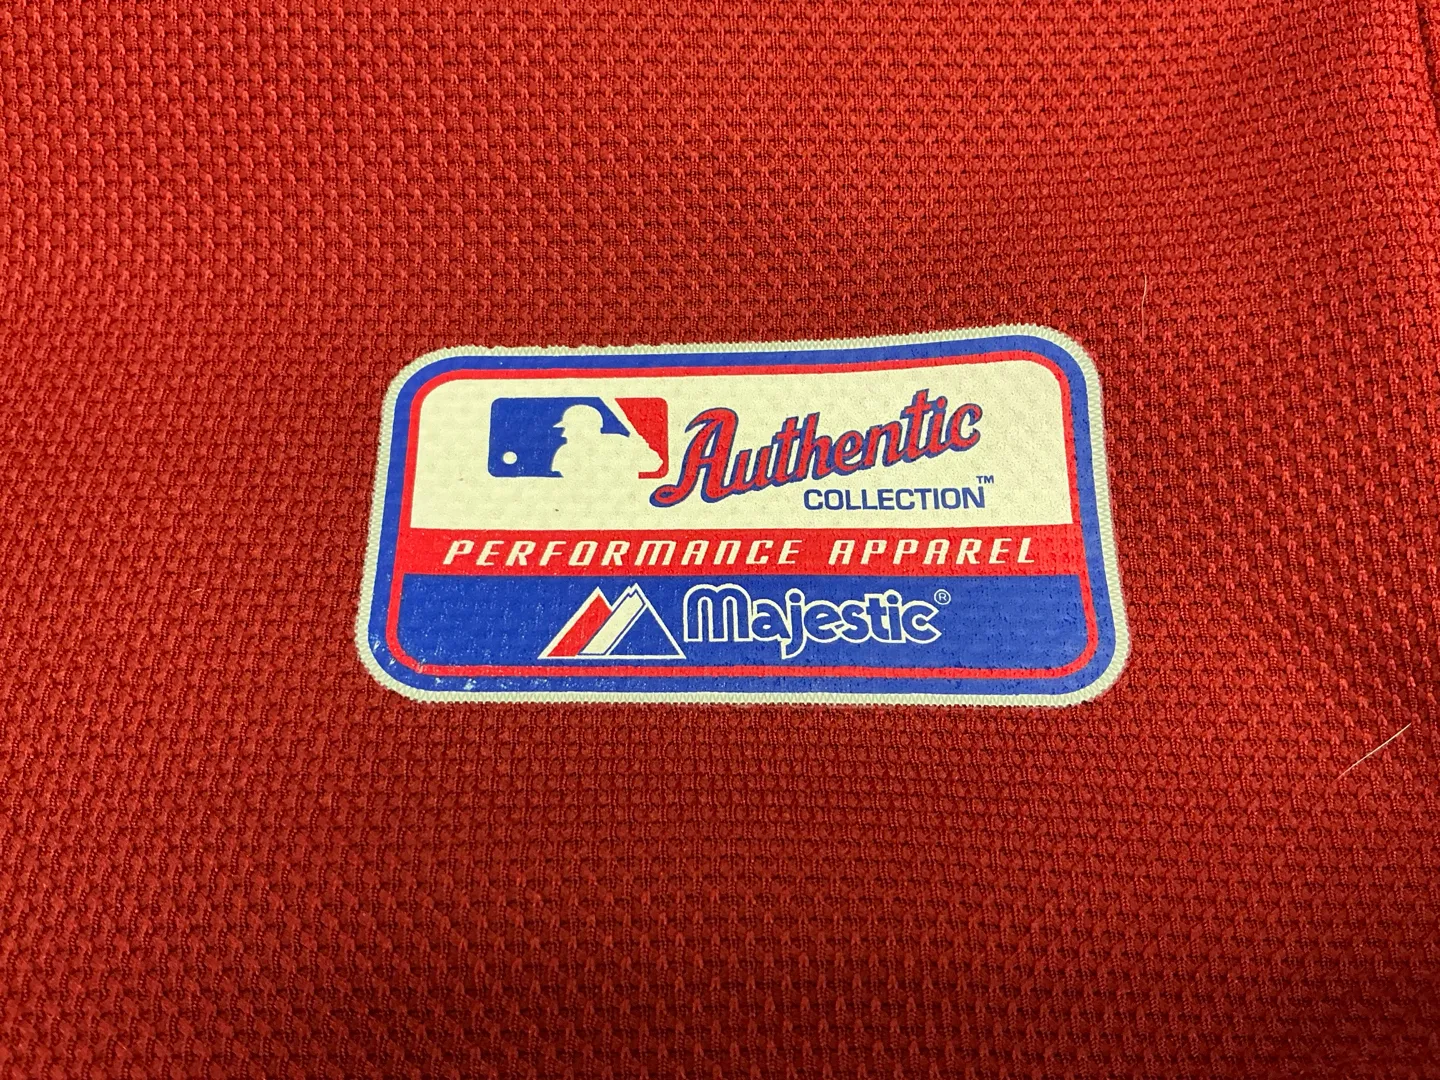 Authentic
COLLECTION™
PERFORMANCE APPAREL
Majestic®